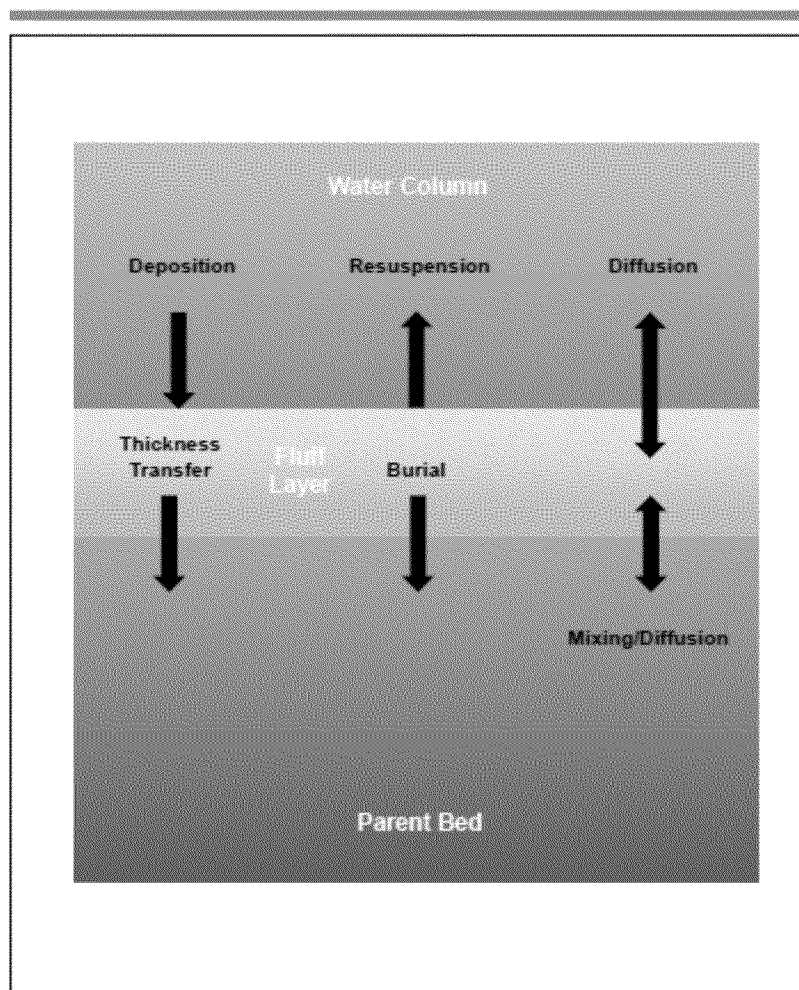 Water Column
Deposition Resuspension Diffusion
Thickness
Transfer
Fluff
Layer
Burial
Mixing/Diffusion
Parent Bed